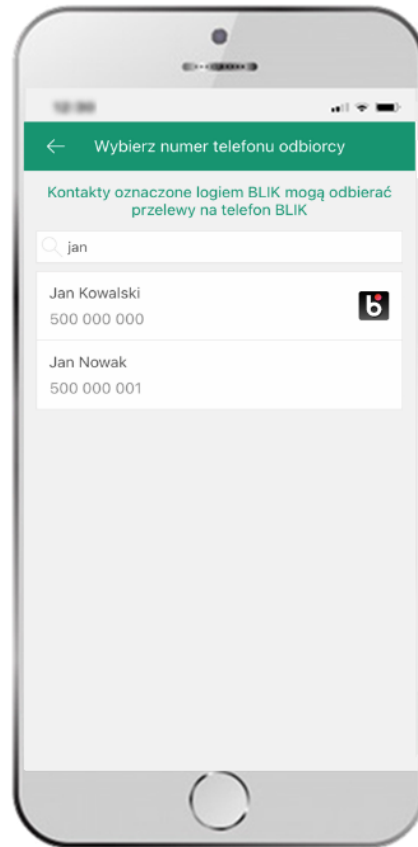 Wybierz numer telefonu odbiorcy
Kontakty oznaczone logiem BLIK mogą odbierać
przelewy na telefon BLIK
jan
Jan Kowalski
500 000 000
Jan Nowak
500 000 001